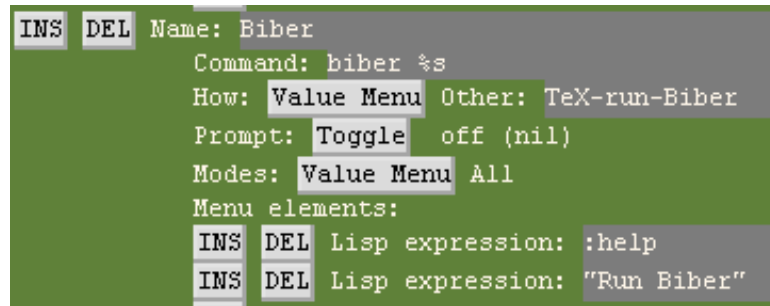 INS DEL Name: Biber
Command: biber %s
How: Value Menu Other: TeX-run-Biber
Prompt: Toggle off (nil)
Modes: Value Menu All
Menu elements:
INS DEL Lisp expression: :help
INS DEL Lisp expression: "Run Biber"